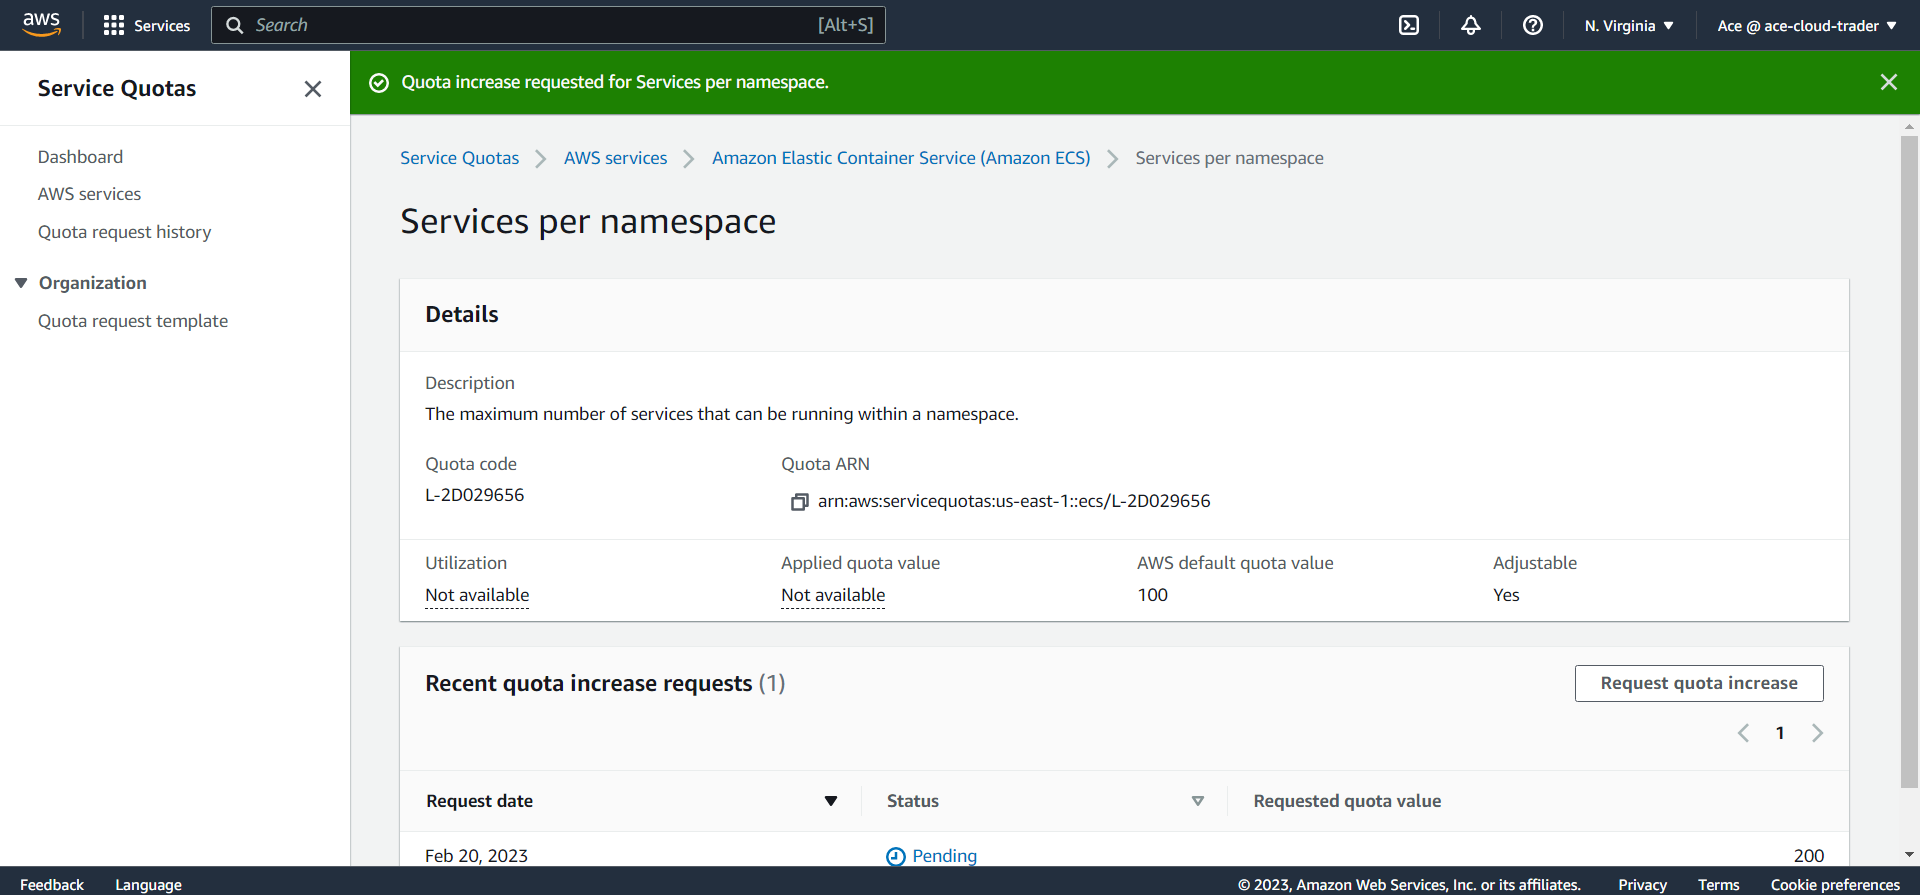 aws
Services
Search
[Alt+S]
N. Virginia
Ace @ ace-cloud-trader
Service Quotas
Dashboard
AWS services
Quota request history
Organization
Quota request template
Quota increase requested for Services per namespace.
Service Quotas
AWS services
Amazon Elastic Container Service (Amazon ECS)
Services per namespace
Services per namespace
Details
Description
The maximum number of services that can be running within a namespace.
Quota code
L-2D029656
Quota ARN
arn:aws:servicequotas:us-east-1::ecs/L-2D029656
Utilization
Not available
Applied quota value
Not available
AWS default quota value
100
Adjustable
Yes
Recent quota increase requests (1)
Request quota increase
1
Request date
Status
Requested quota value
Feb 20, 2023
Pending
200
Feedback
Language
© 2023, Amazon Web Services, Inc. or its affiliates.
Privacy
Terms
Cookie preferences